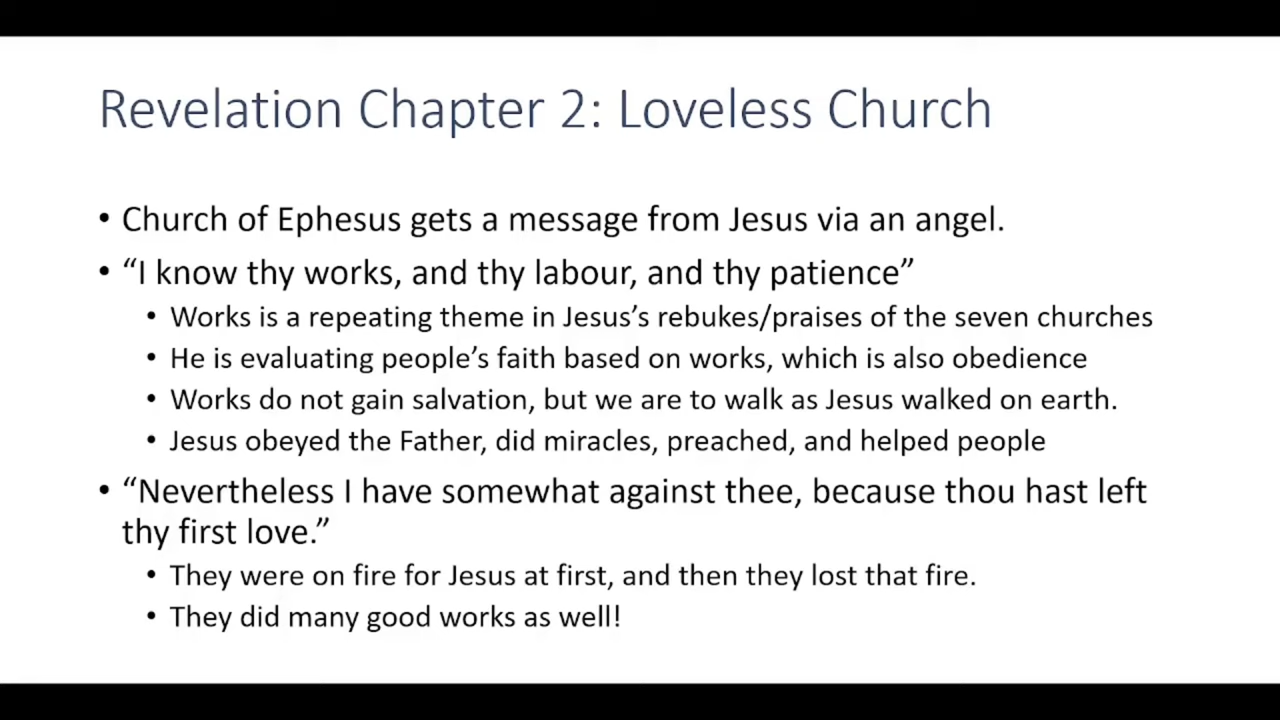 Revelation Chapter 2: Loveless Church
• Church of Ephesus gets a message from Jesus via an angel.
• “I know thy works, and thy labour, and thy patience”
• Works is a repeating theme in Jesus’s rebukes/praises of the seven churches
• He is evaluating people’s faith based on works, which is also obedience
• Works do not gain salvation, but we are to walk as Jesus walked on earth.
• Jesus obeyed the Father, did miracles, preached, and helped people
• “Nevertheless I have somewhat against thee, because thou hast left
thy first love.”
• They were on fire for Jesus at first, and then they lost that fire.
• They did many good works as well!